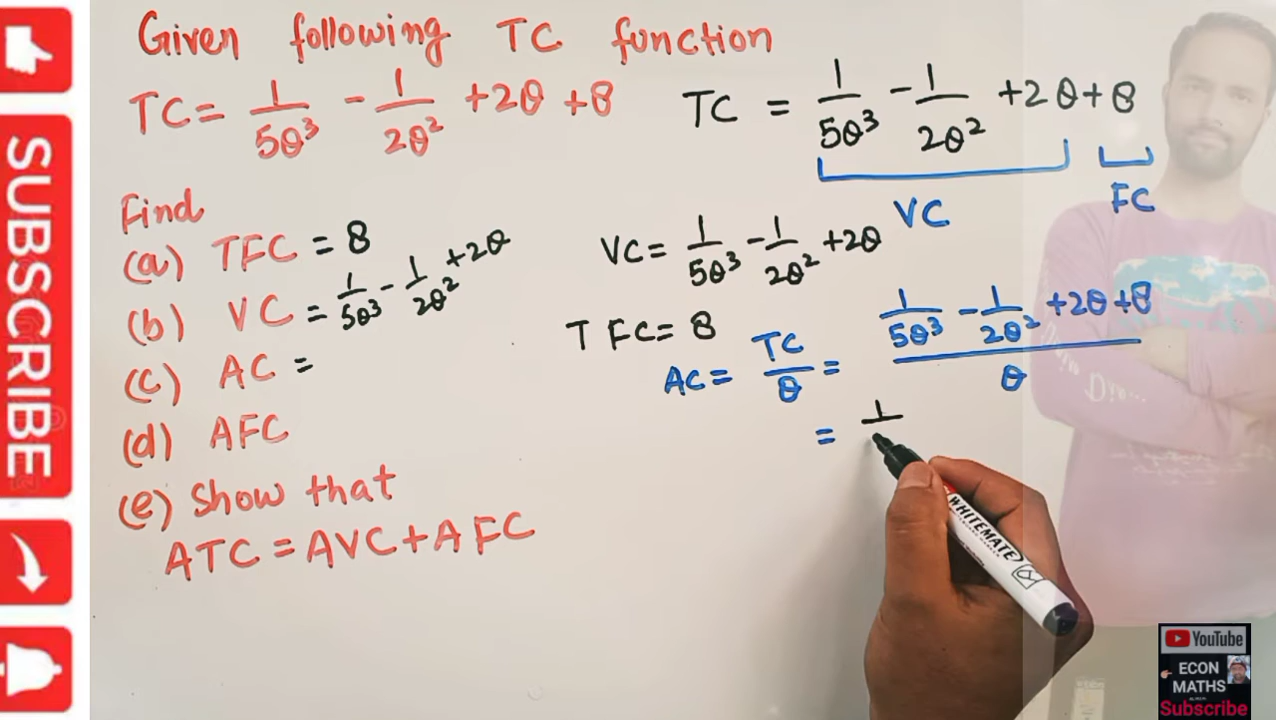 Given following TC function
TC = 1/5θ³ - 1/2θ² + 2θ + 8
TC = 1/5θ³ - 1/2θ² + 2θ + 8
VC
FC
Find
(a) TFC = 8
(b) VC = 1/5θ³ - 1/2θ² + 2θ
(c) AC =
(d) AFC
(e) Show that
ATC = AVC + AFC
VC = 1/5θ³ - 1/2θ² + 2θ
TFC = 8
AC = TC/θ = (1/5θ³ - 1/2θ² + 2θ + 8)/θ
= 1
SUBSCRIBE
WHITEMATE
YouTube
ECON
MATHS
Subscribe